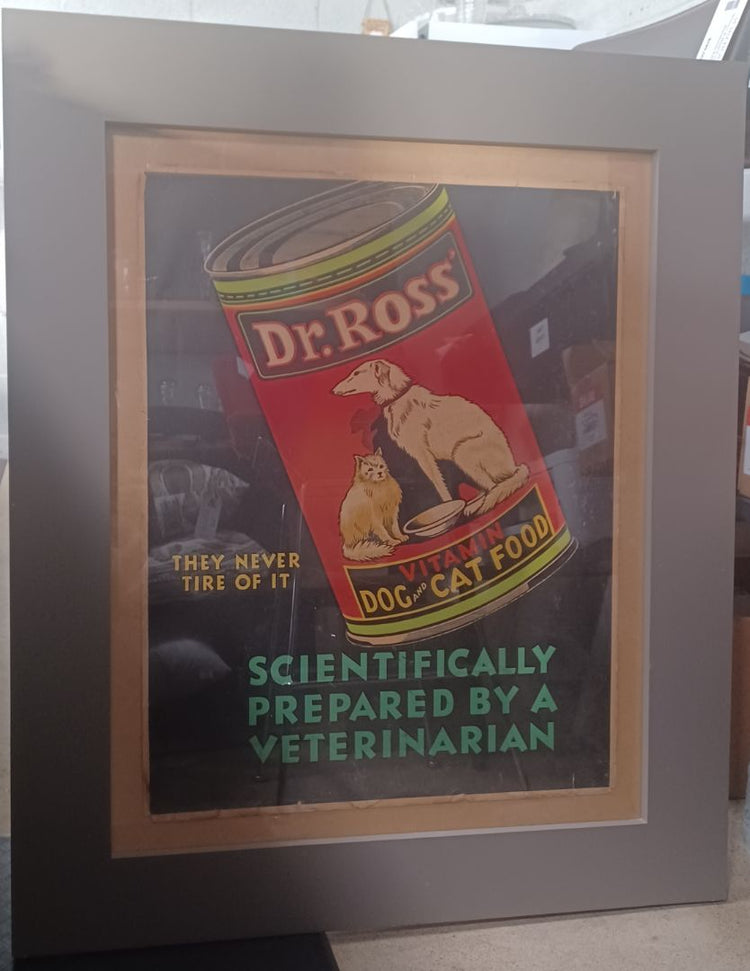 Dr. Ross'
VITAMIN
DOG AND CAT FOOD
THEY NEVER
TIRE OF IT
SCIENTIFICALLY
PREPARED BY A
VETERINARIAN